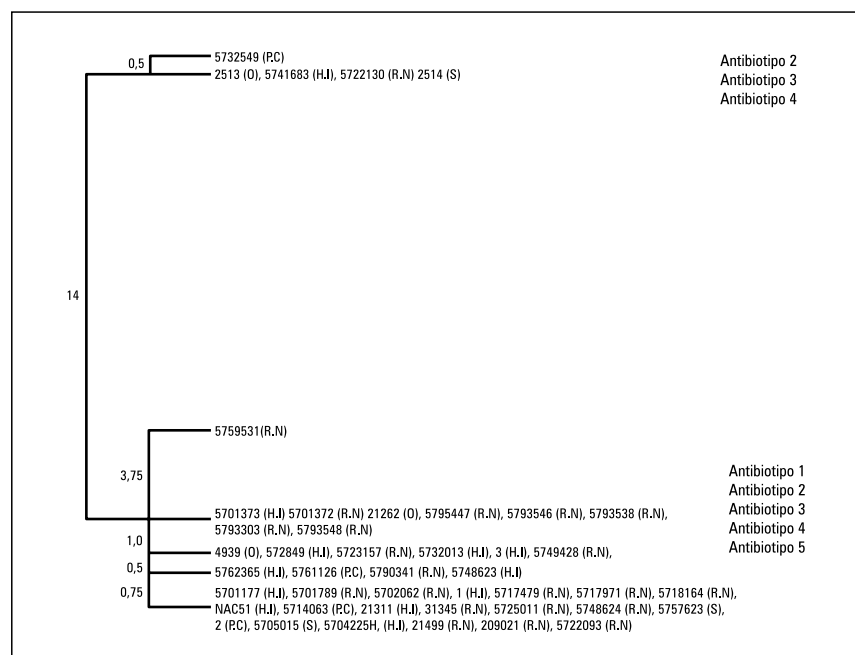 0,5
5732549 (P.C)
2513 (O), 5741683 (H.I), 5722130 (R.N) 2514 (S)
Antibiotipo 2
Antibiotipo 3
Antibiotipo 4
14
5759531(R.N)
3,75
Antibiotipo 1
Antibiotipo 2
Antibiotipo 3
Antibiotipo 4
Antibiotipo 5
5701373 (H.I) 5701372 (R.N) 21262 (O), 5795447 (R.N), 5793546 (R.N), 5793538 (R.N),
5793303 (R.N), 5793548 (R.N)
1,0
4939 (O), 572849 (H.I), 5723157 (R.N), 5732013 (H.I), 3 (H.I), 5749428 (R.N),
0,5
5762365 (H.I), 5761126 (P.C), 5790341 (R.N), 5748623 (H.I)
0,75
5701177 (H.I), 5701789 (R.N), 5702062 (R.N), 1 (H.I), 5717479 (R.N), 5717971 (R.N), 5718164 (R.N),
NAC51 (H.I), 5714063 (P.C), 21311 (H.I), 31345 (R.N), 5725011 (R.N), 5748624 (R.N), 5757623 (S),
2 (P.C), 5705015 (S), 5704225H, (H.I), 21499 (R.N), 209021 (R.N), 5722093 (R.N)